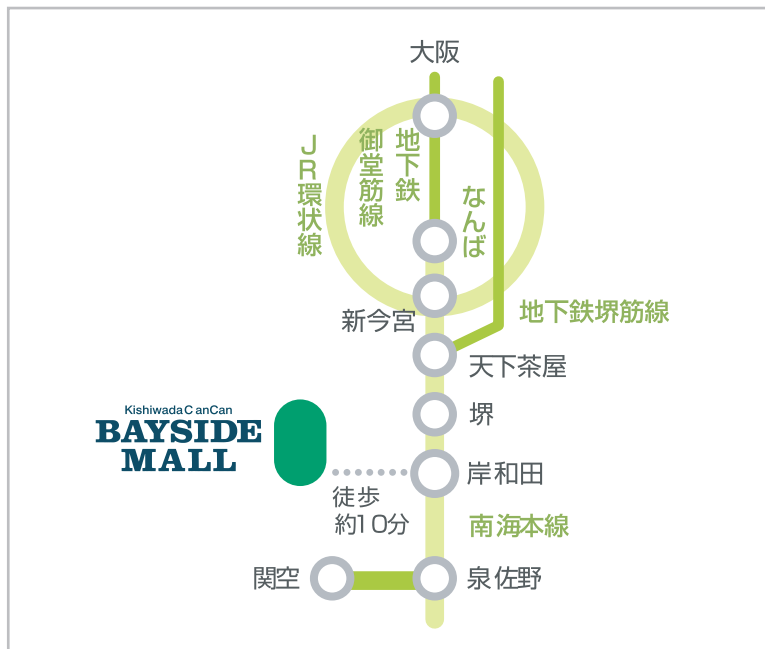 大阪
JR環状線
地下鉄
御堂筋線
なんば
新今宮
地下鉄堺筋線
天下茶屋
堺
Kishiwada CanCan
BAYSIDE
MALL
岸和田
徒歩
約10分
南海本線
関空
泉佐野